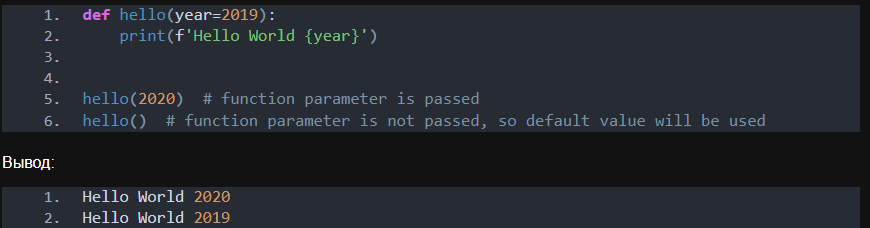 1. def hello(year=2019):
2.     print(f'Hello World {year}')
3.
4.
5. hello(2020)  # function parameter is passed
6. hello()  # function parameter is not passed, so default value will be used
Вывод:
1. Hello World 2020
2. Hello World 2019